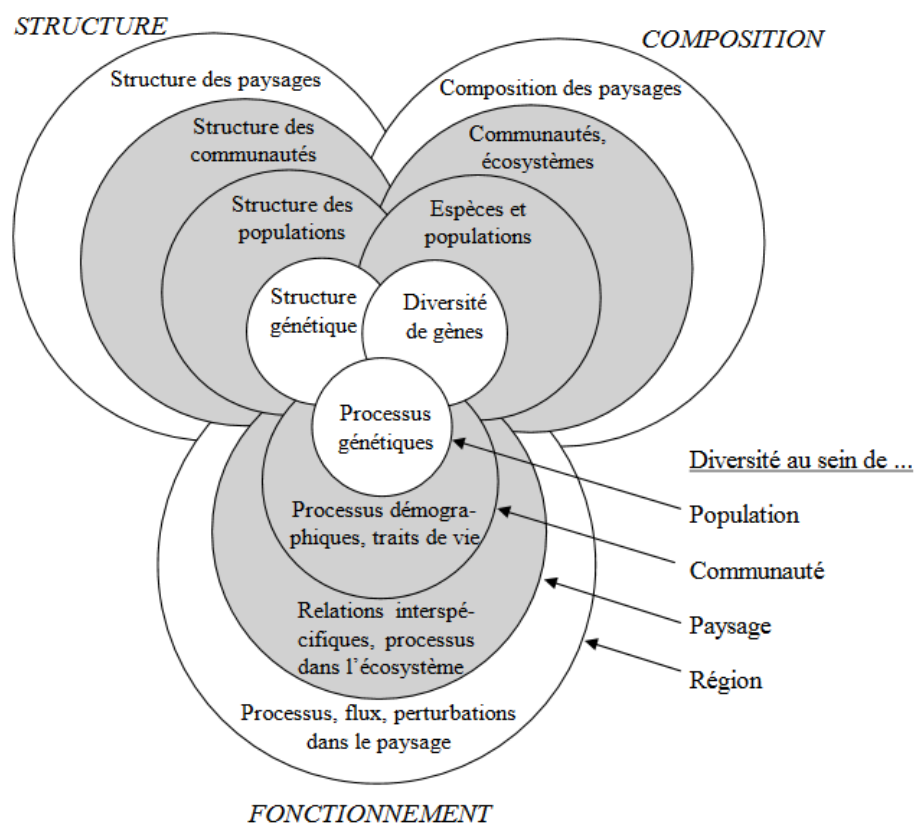 STRUCTURE
COMPOSITION
Structure des paysages
Structure des
communautés
Structure des
populations
Structure
génétique
Composition des paysages
Communautés,
écosystèmes
Espèces et
populations
Diversité
de gènes
Processus
génétiques
Processus démogra-
phiques, traits de vie
Relations interspé-
cifiques, processus
dans l'écosystème
Processus, flux, perturbations
dans le paysage
FONCTIONNEMENT
Diversité au sein de ...
Population
Communauté
Paysage
Région